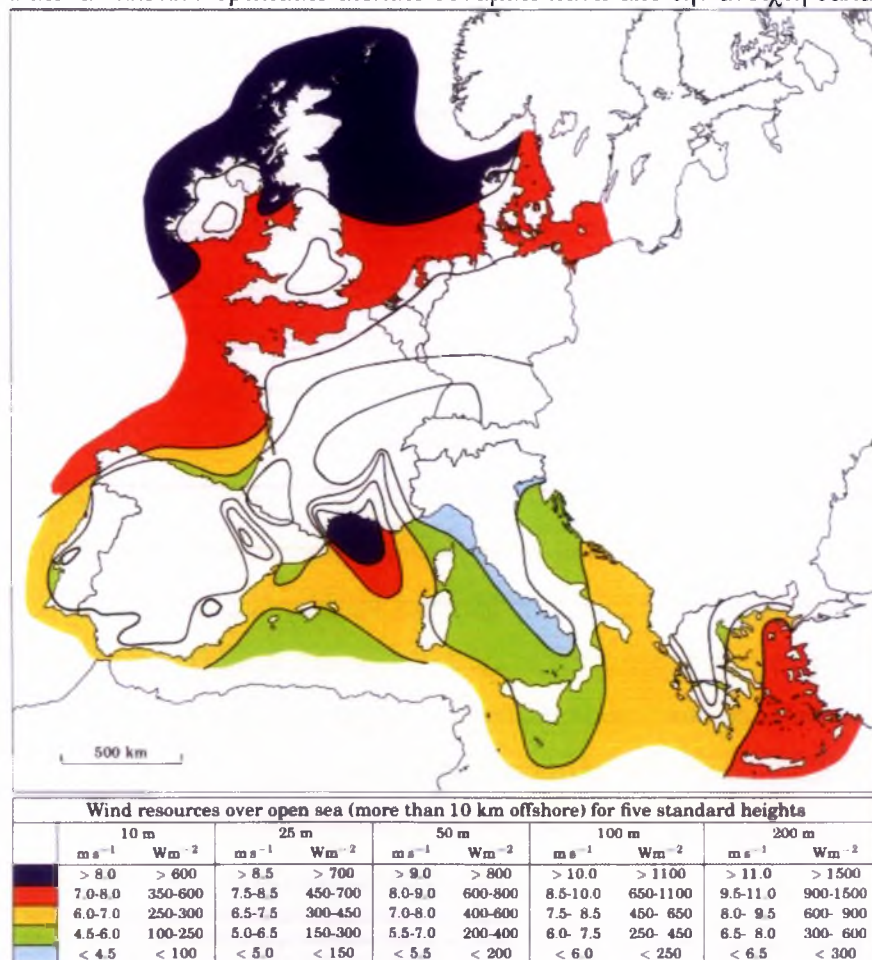 500 km
Wind resources over open sea (more than 10 km offshore) for five standard heights
10 m 25 m 50 m 100 m 200 m
m s⁻¹ Wm⁻² m s⁻¹ Wm⁻² m s⁻¹ Wm⁻² m s⁻¹ Wm⁻² m s⁻¹ Wm⁻²
> 8.0 > 600 > 8.5 > 700 > 9.0 > 800 > 10.0 > 1100 > 11.0 > 1500
7.0-8.0 350-600 7.5-8.5 450-700 8.0-9.0 600-800 8.5-10.0 650-1100 9.5-11.0 900-1500
6.0-7.0 250-300 6.5-7.5 300-450 7.0-8.0 400-600 7.5- 8.5 450- 650 8.0- 9.5 600- 900
4.5-6.0 100-250 5.0-6.5 150-300 5.5-7.0 200-400 6.0- 7.5 250- 450 6.5- 8.0 300- 600
< 4.5 < 100 < 5.0 < 150 < 5.5 < 200 < 6.0 < 250 < 6.5 < 300